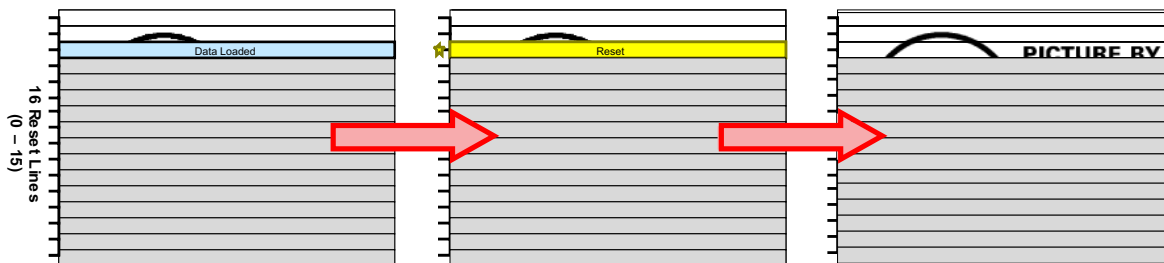 16 Reset Lines
(0 – 15)
Data Loaded
Reset
PICTURE BY